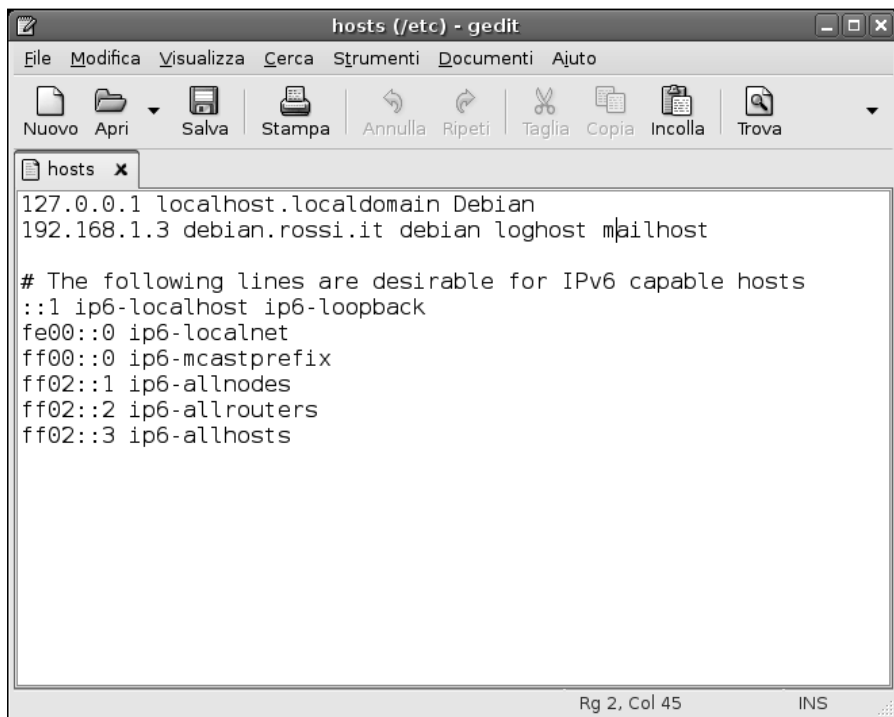 hosts (/etc) - gedit
File Modifica Visualizza Cerca Strumenti Documenti Aiuto
Nuovo Apri Salva Stampa Annulla Ripeti Taglia Copia Incolla Trova
hosts x
127.0.0.1 localhost.localdomain Debian
192.168.1.3 debian.rossi.it debian loghost mailhost
# The following lines are desirable for IPv6 capable hosts
::1 ip6-localhost ip6-loopback
fe00::0 ip6-localnet
ff00::0 ip6-mcastprefix
ff02::1 ip6-allnodes
ff02::2 ip6-allrouters
ff02::3 ip6-allhosts
Rg 2, Col 45 INS